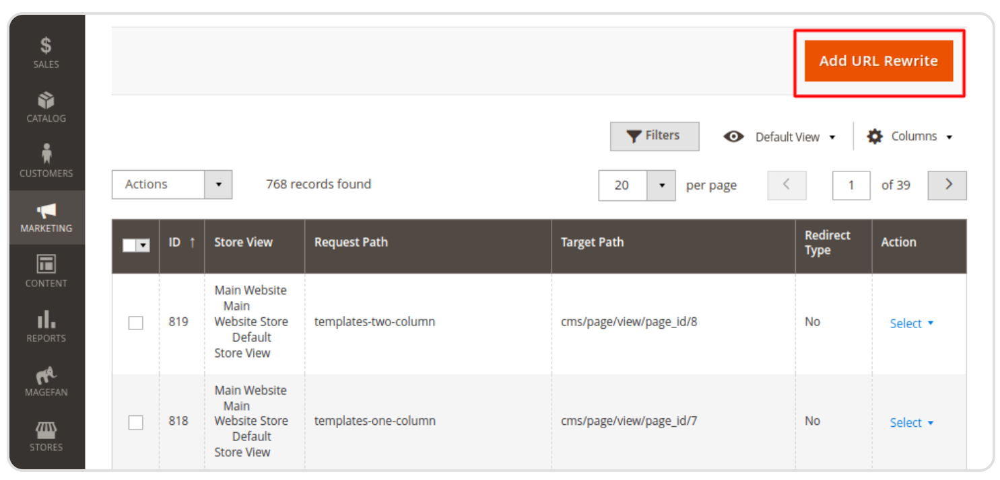 SALES
CATALOG
CUSTOMERS
MARKETING
CONTENT
REPORTS
MAGEFAN
STORES
Add URL Rewrite
Filters Default View Columns
Actions 768 records found 20 per page 1 of 39
ID ↑ Store View Request Path Target Path Redirect Type Action
819 Main Website
Main
Website Store
Default
Store View
templates-two-column cms/page/view/page_id/8 No Select
818 Main Website
Main
Website Store
Default
Store View
templates-one-column cms/page/view/page_id/7 No Select